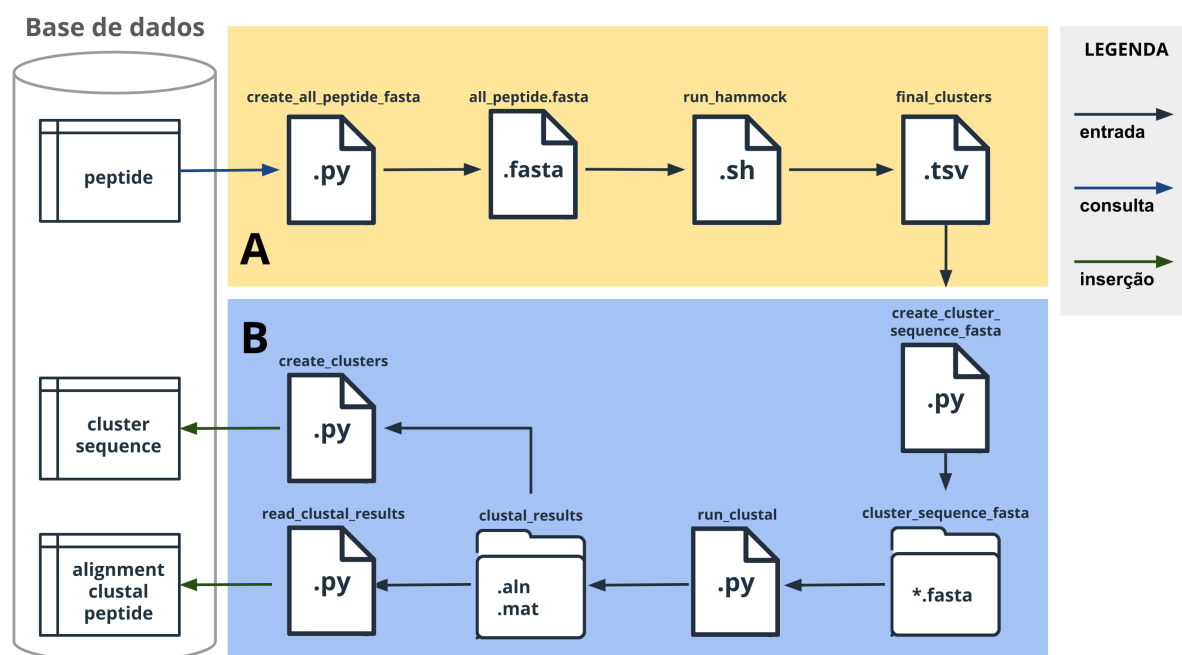 Base de dados
peptide
cluster
sequence
alignment
clustal
peptide
A
create_all_peptide_fasta
.py
all_peptide.fasta
.fasta
run_hammock
.sh
final_clusters
.tsv
B
create_cluster_
sequence_fasta
.py
cluster_sequence_fasta
*.fasta
run_clustal
.py
clustal_results
.aln
.mat
create_clusters
.py
read_clustal_results
.py
LEGENDA
entrada
consulta
inserção